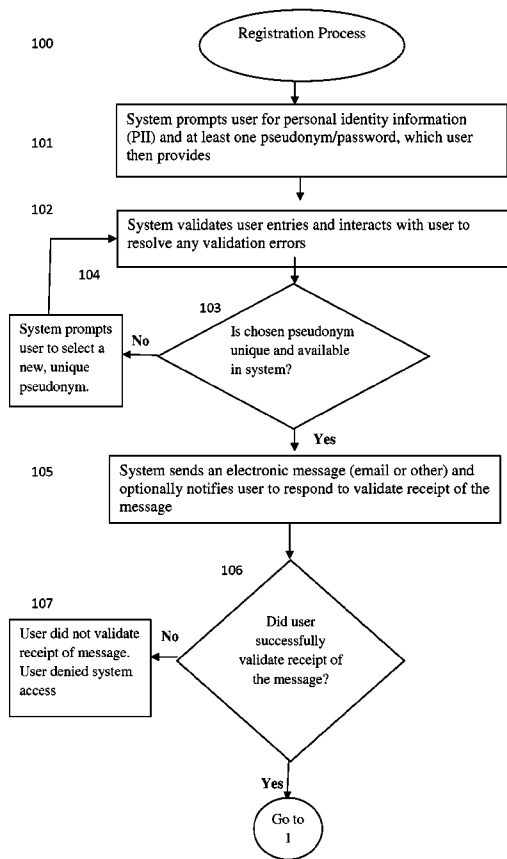 100
Registration Process
101
System prompts user for personal identity information
(PII) and at least one pseudonym/password, which user
then provides
102
System validates user entries and interacts with user to
resolve any validation errors
104
System prompts
user to select a
new, unique
pseudonym.
No
103
Is chosen pseudonym
unique and available
in system?
Yes
105
System sends an electronic message (email or other) and
optionally notifies user to respond to validate receipt of the
message
106
Did user
successfully
validate receipt of
the message?
107
No
User did not validate
receipt of message.
User denied system
access
Yes
Go to
1